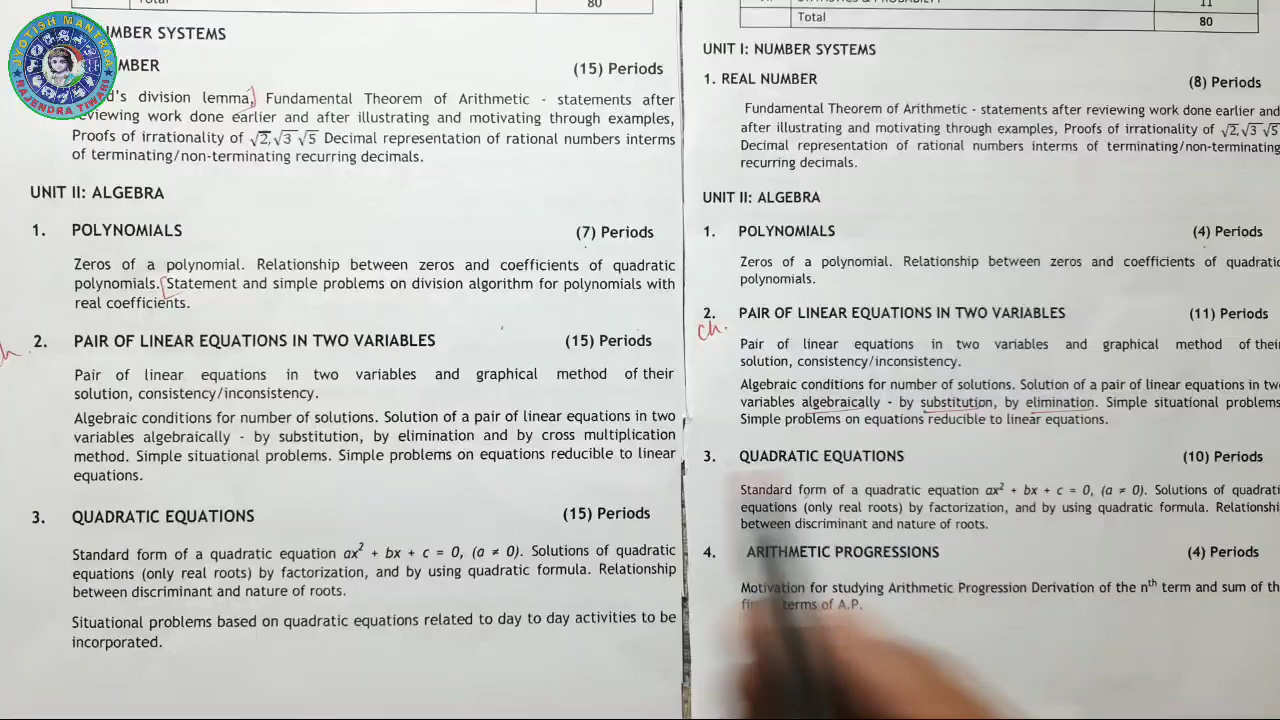 Total
80
UMBER SYSTEMS
MBER (15) Periods
d's division lemma, Fundamental Theorem of Arithmetic - statements after
reviewing work done earlier and after illustrating and motivating through examples,
Proofs of irrationality of √2, √3 √5 Decimal representation of rational numbers interms
of terminating/non-terminating recurring decimals.
UNIT II: ALGEBRA
1. POLYNOMIALS (7) Periods
Zeros of a polynomial. Relationship between zeros and coefficients of quadratic
polynomials. [Statement and simple problems on division algorithm for polynomials with
real coefficients.
2. PAIR OF LINEAR EQUATIONS IN TWO VARIABLES (15) Periods
Pair of linear equations in two variables and graphical method of their
solution, consistency/inconsistency.
Algebraic conditions for number of solutions. Solution of a pair of linear equations in two
variables algebraically - by substitution, by elimination and by cross multiplication
method. Simple situational problems. Simple problems on equations reducible to linear
equations.
3. QUADRATIC EQUATIONS (15) Periods
Standard form of a quadratic equation ax² + bx + c = 0, (a ≠ 0). Solutions of quadratic
equations (only real roots) by factorization, and by using quadratic formula. Relationship
between discriminant and nature of roots.
Situational problems based on quadratic equations related to day to day activities to be
incorporated.
11
Total 80
UNIT I: NUMBER SYSTEMS
1. REAL NUMBER (8) Periods
Fundamental Theorem of Arithmetic - statements after reviewing work done earlier and
after illustrating and motivating through examples, Proofs of irrationality of √2, √3 √5
Decimal representation of rational numbers interms of terminating/non-terminating
recurring decimals.
UNIT II: ALGEBRA
1. POLYNOMIALS (4) Periods
Zeros of a polynomial. Relationship between zeros and coefficients of quadratic
polynomials.
2. PAIR OF LINEAR EQUATIONS IN TWO VARIABLES (11) Periods
ch.
Pair of linear equations in two variables and graphical method of their
solution, consistency/inconsistency.
Algebraic conditions for number of solutions. Solution of a pair of linear equations in two
variables algebraically - by substitution, by elimination. Simple situational problems.
Simple problems on equations reducible to linear equations.
3. QUADRATIC EQUATIONS (10) Periods
Standard form of a quadratic equation ax² + bx + c = 0, (a ≠ 0). Solutions of quadrati
equations (only real roots) by factorization, and by using quadratic formula. Relationshi
between discriminant and nature of roots.
4. ARITHMETIC PROGRESSIONS (4) Periods
Motivation for studying Arithmetic Progression Derivation of the nth term and sum of th
terms of A.P.
JYOTISH MANTRAA
RAJENDRA TIWARI